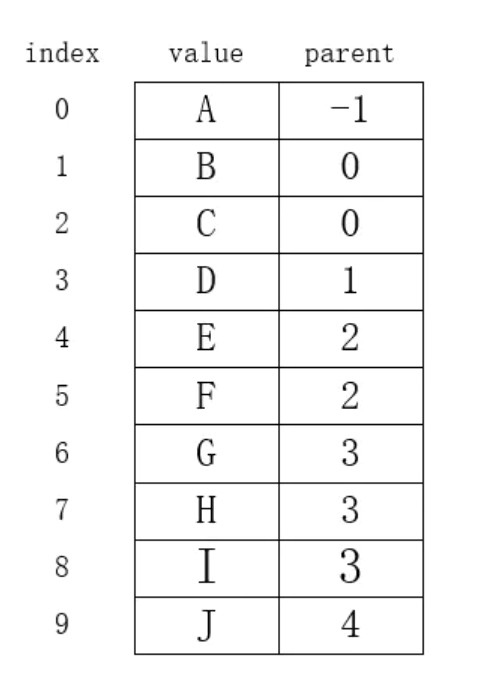 index value parent
0 A -1
1 B 0
2 C 0
3 D 1
4 E 2
5 F 2
6 G 3
7 H 3
8 I 3
9 J 4